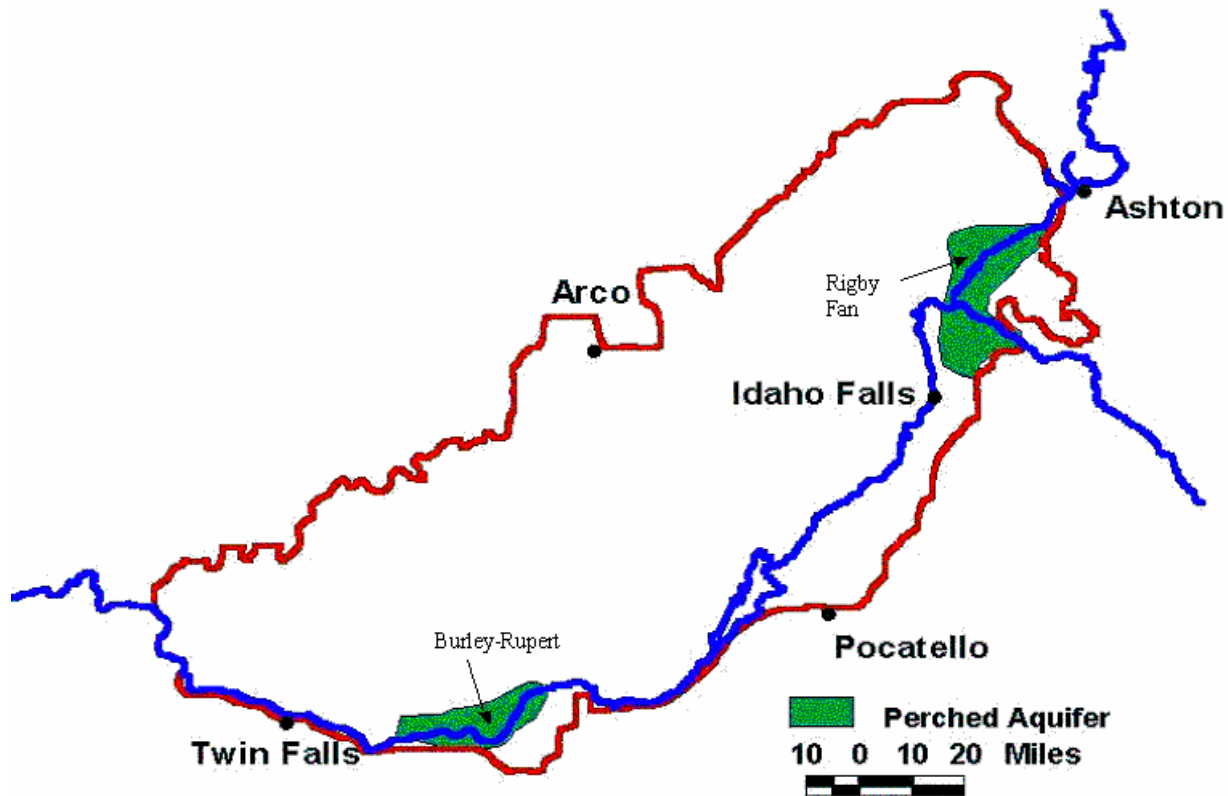 Ashton
Rigby
Fan
Arco
Idaho Falls
Burley-Rupert
Pocatello
Twin Falls
Perched Aquifer
10 0 10 20 Miles